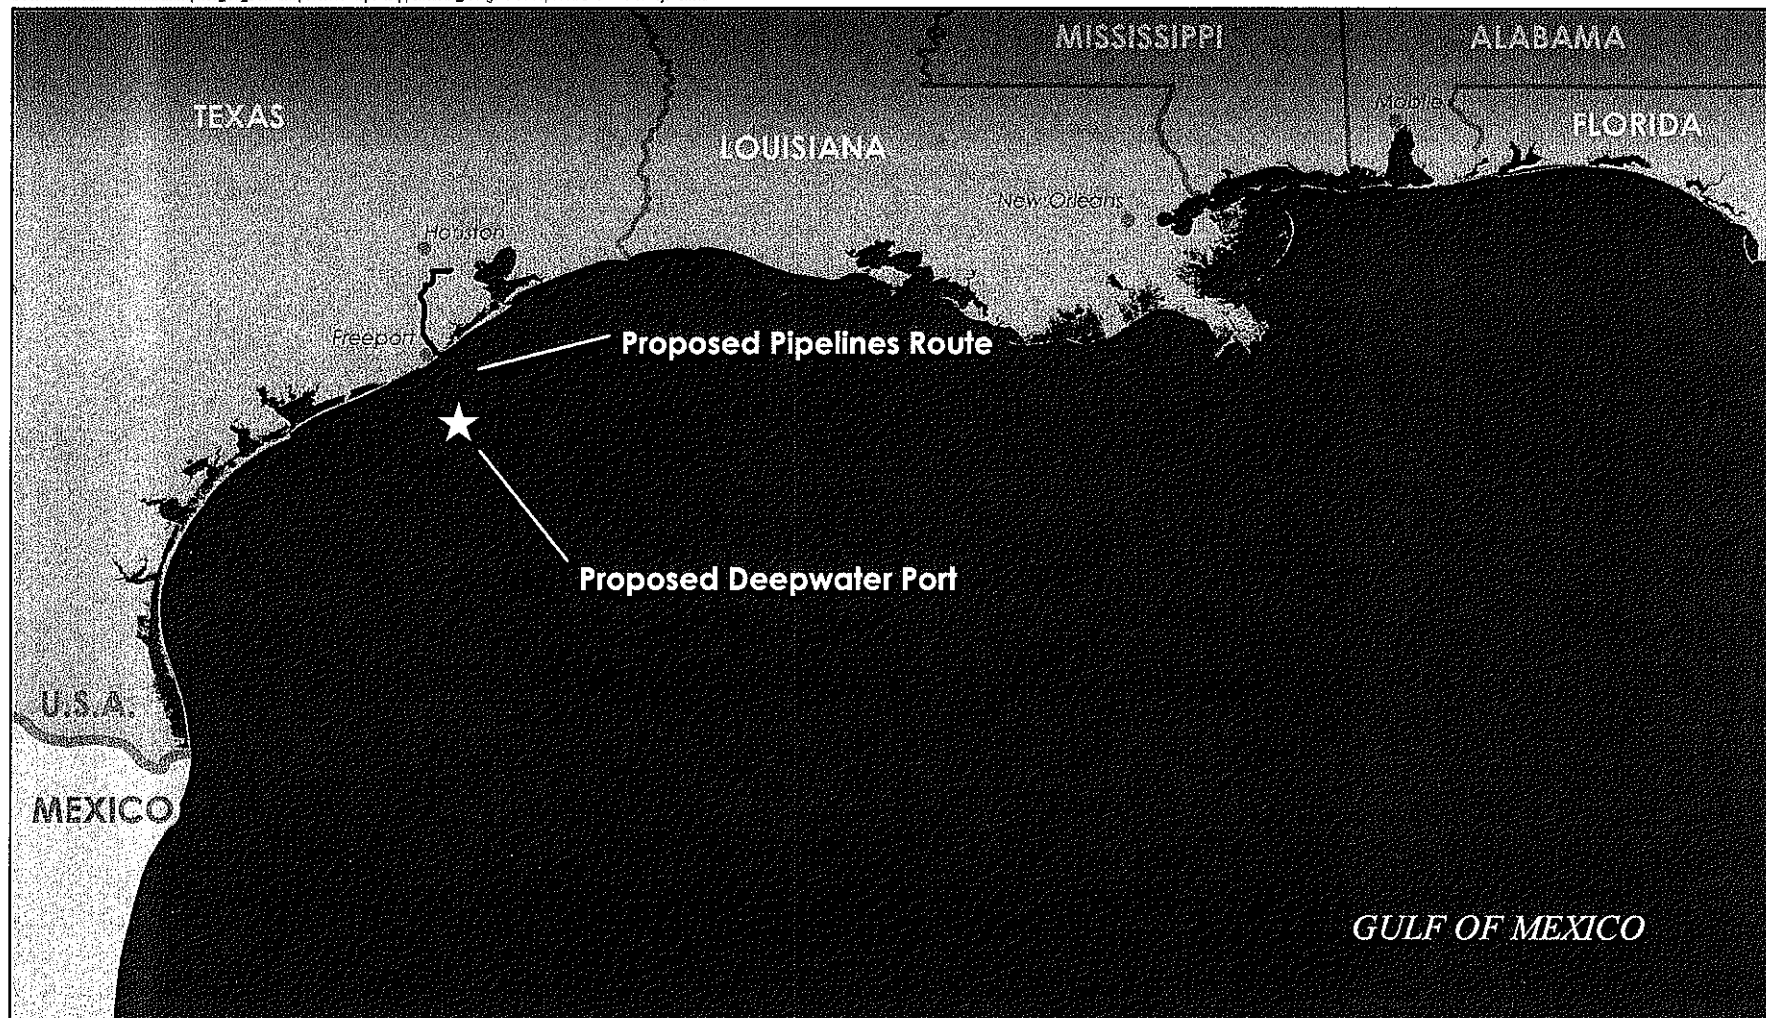 MISSISSIPPI
ALABAMA
TEXAS
Mobile
FLORIDA
LOUISIANA
New Orleans
Houston
Freeport
Proposed Pipelines Route
Proposed Deepwater Port
U.S.A.
MEXICO
GULF OF MEXICO